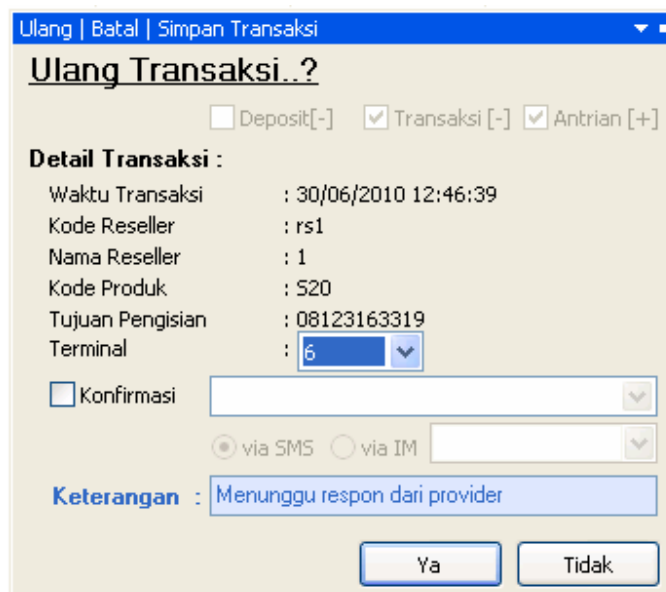 Ulang | Batal | Simpan Transaksi
Ulang Transaksi..?
Deposit[-] Transaksi [-] Antrian [+]
Detail Transaksi :
Waktu Transaksi : 30/06/2010 12:46:39
Kode Reseller : rs1
Nama Reseller : 1
Kode Produk : S20
Tujuan Pengisian : 08123163319
Terminal : 6
Konfirmasi
via SMS via IM
Keterangan : Menunggu respon dari provider
Ya Tidak